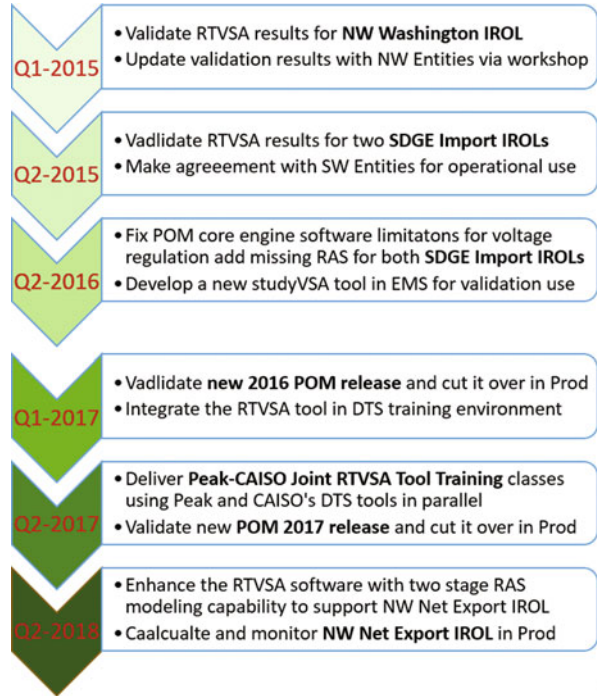 Q1-2015
• Validate RTVSA results for NW Washington IROL
• Update validation results with NW Entities via workshop
Q2-2015
• Vadlidate RTVSA results for two SDGE Import IROLs
• Make agreeement with SW Entities for operational use
Q2-2016
• Fix POM core engine software limitatons for voltage
regulation add missing RAS for both SDGE Import IROLs
• Develop a new studyVSA tool in EMS for validation use
Q1-2017
• Vadlidate new 2016 POM release and cut it over in Prod
• Integrate the RTVSA tool in DTS training environment
Q2-2017
• Deliver Peak-CAISO Joint RTVSA Tool Training classes
using Peak and CAISO's DTS tools in parallel
• Validate new POM 2017 release and cut it over in Prod
Q2-2018
• Enhance the RTVSA software with two stage RAS
modeling capability to support NW Net Export IROL
• Caalcualte and monitor NW Net Export IROL in Prod